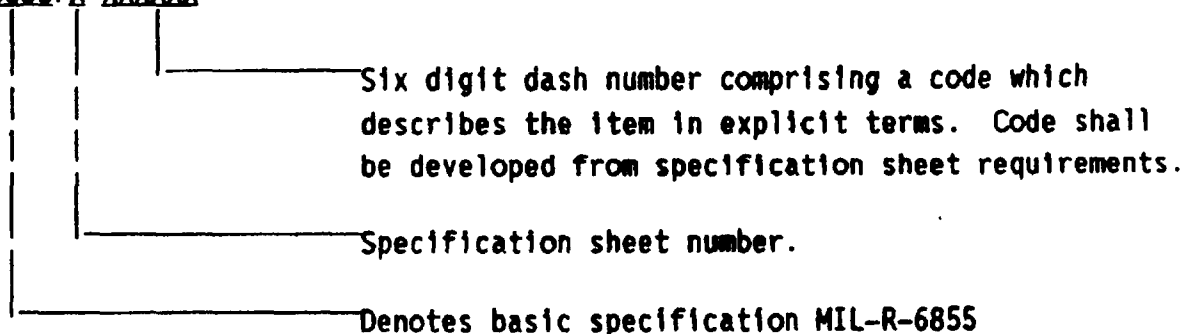 Six digit dash number comprising a code which
describes the item in explicit terms. Code shall
be developed from specification sheet requirements.
Specification sheet number.
Denotes basic specification MIL-R-6855